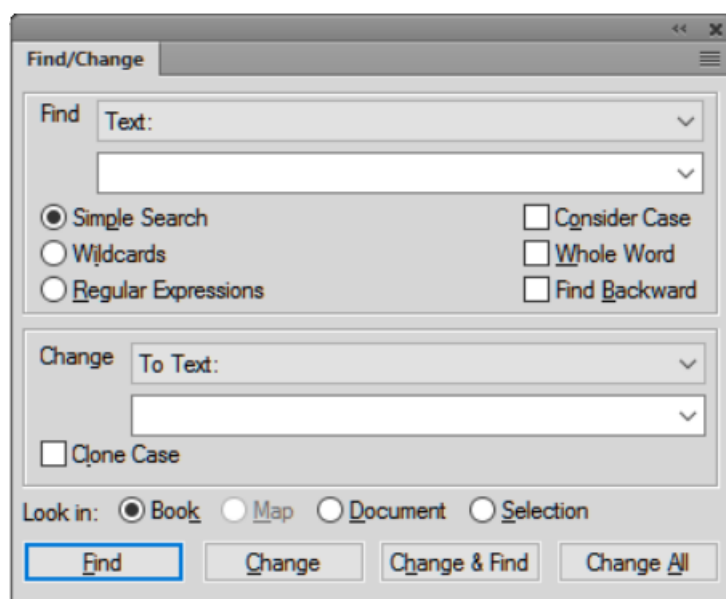 Find/Change
Find Text:
Simple Search Consider Case
Wildcards Whole Word
Regular Expressions Find Backward
Change To Text:
Clone Case
Look in: Book Map Document Selection
Find Change Change & Find Change All